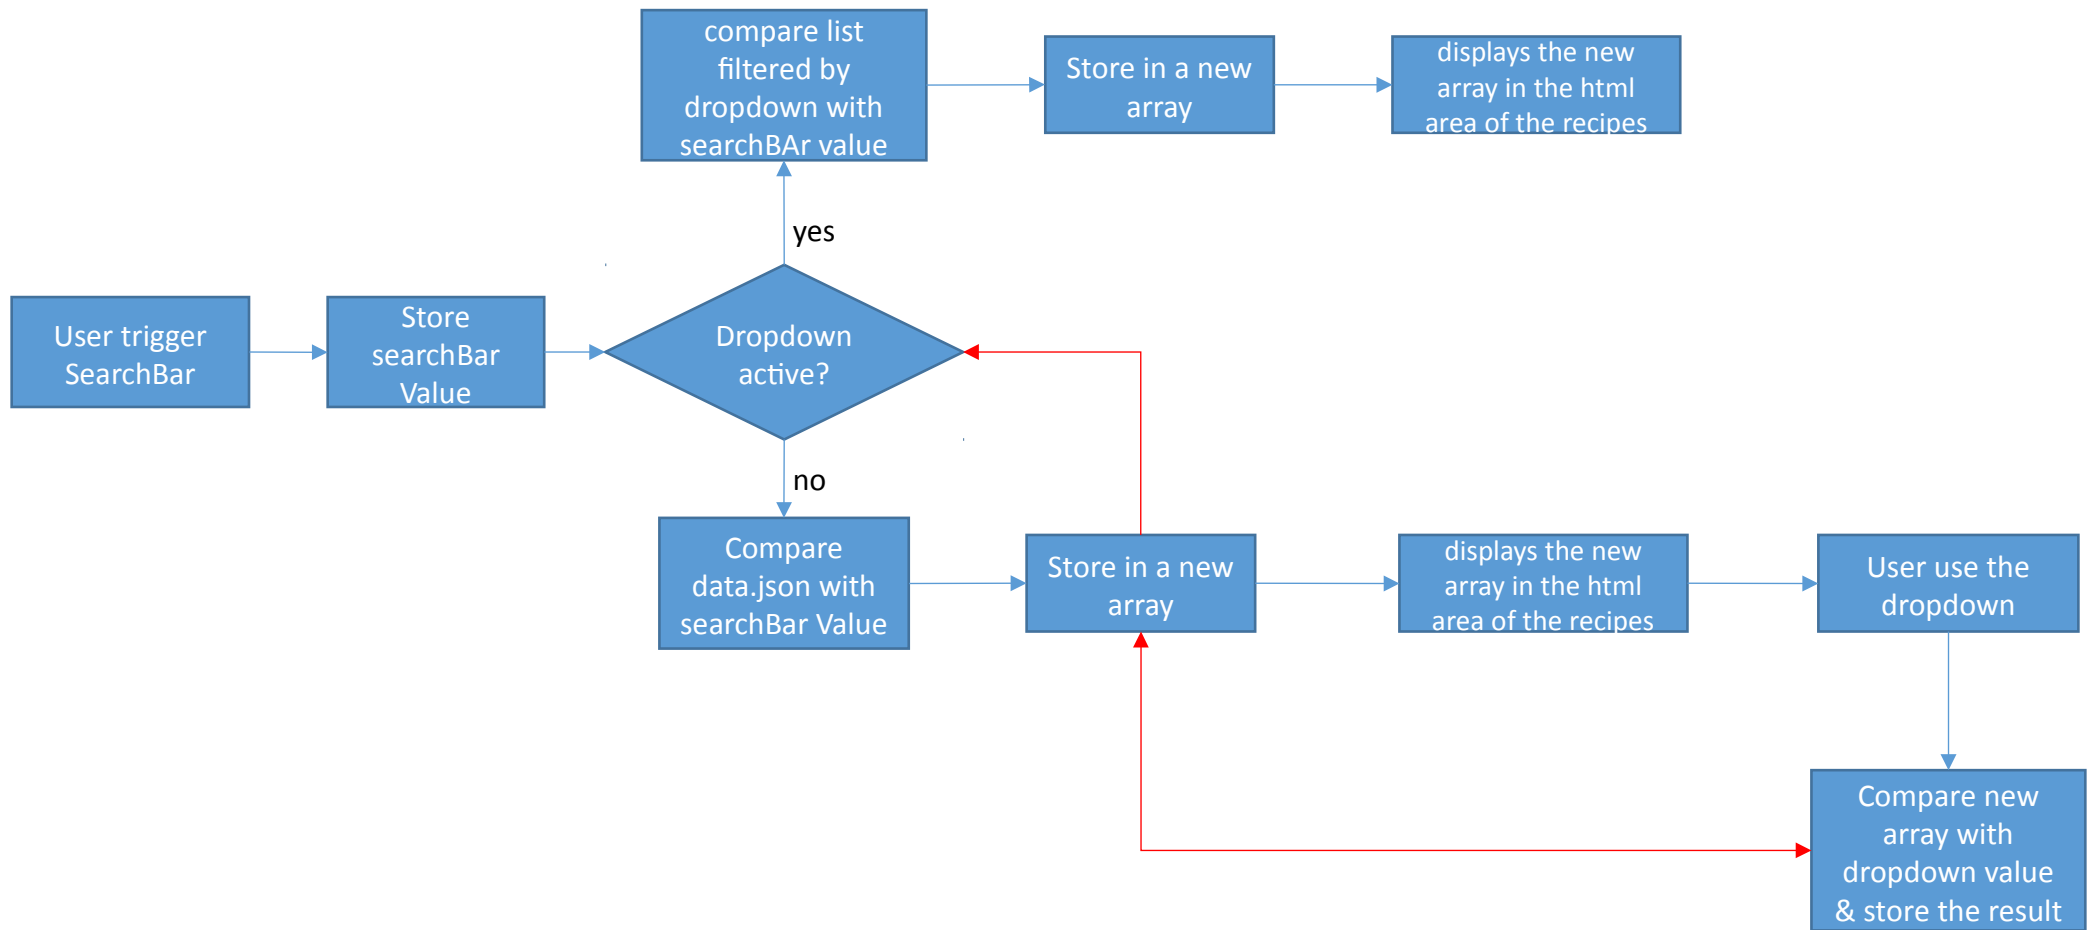 compare list
filtered by
dropdown with
searchBAr value
Store in a new
array
displays the new
array in the html
area of the recipes
yes
User trigger
SearchBar
Store
searchBar
Value
Dropdown
active?
no
Compare
data.json with
searchBar Value
Store in a new
array
displays the new
array in the html
area of the recipes
User use the
dropdown
Compare new
array with
dropdown value
& store the result